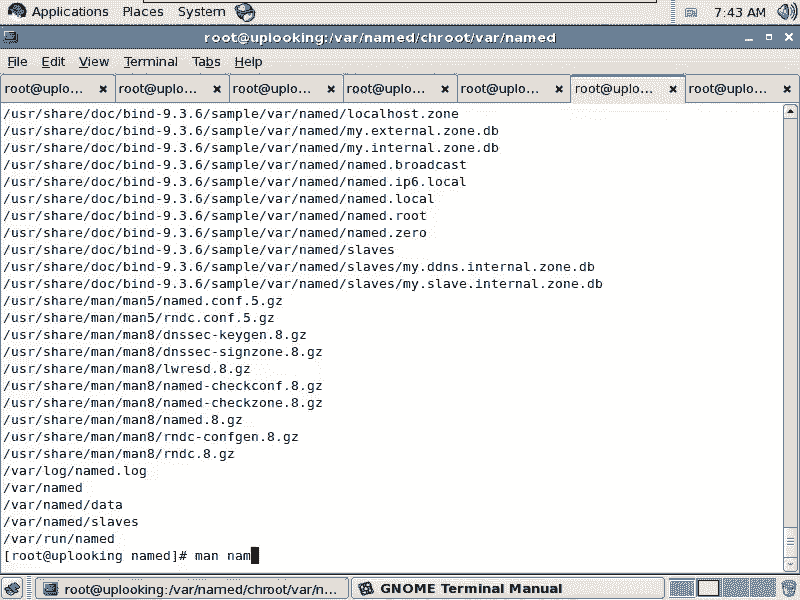 Applications Places System 7:43 AM
root@uplooking:/var/named/chroot/var/named
File Edit View Terminal Tabs Help
root@uplo... root@uplo... root@uplo... root@uplo... root@uplo... root@uplo... root@uplo...
/usr/share/doc/bind-9.3.6/sample/var/named/localhost.zone
/usr/share/doc/bind-9.3.6/sample/var/named/my.external.zone.db
/usr/share/doc/bind-9.3.6/sample/var/named/my.internal.zone.db
/usr/share/doc/bind-9.3.6/sample/var/named/named.broadcast
/usr/share/doc/bind-9.3.6/sample/var/named/named.ip6.local
/usr/share/doc/bind-9.3.6/sample/var/named/named.local
/usr/share/doc/bind-9.3.6/sample/var/named/named.root
/usr/share/doc/bind-9.3.6/sample/var/named/named.zero
/usr/share/doc/bind-9.3.6/sample/var/named/slaves
/usr/share/doc/bind-9.3.6/sample/var/named/slaves/my.ddns.internal.zone.db
/usr/share/doc/bind-9.3.6/sample/var/named/slaves/my.slave.internal.zone.db
/usr/share/man/man5/named.conf.5.gz
/usr/share/man/man5/rndc.conf.5.gz
/usr/share/man/man8/dnssec-keygen.8.gz
/usr/share/man/man8/dnssec-signzone.8.gz
/usr/share/man/man8/lwresd.8.gz
/usr/share/man/man8/named-checkconf.8.gz
/usr/share/man/man8/named-checkzone.8.gz
/usr/share/man/man8/named.8.gz
/usr/share/man/man8/rndc-confgen.8.gz
/usr/share/man/man8/rndc.8.gz
/var/log/named.log
/var/named
/var/named/data
/var/named/slaves
/var/run/named
[root@uplooking named]# man nam
root@uplooking:/var/named/chroot/var/n... GNOME Terminal Manual